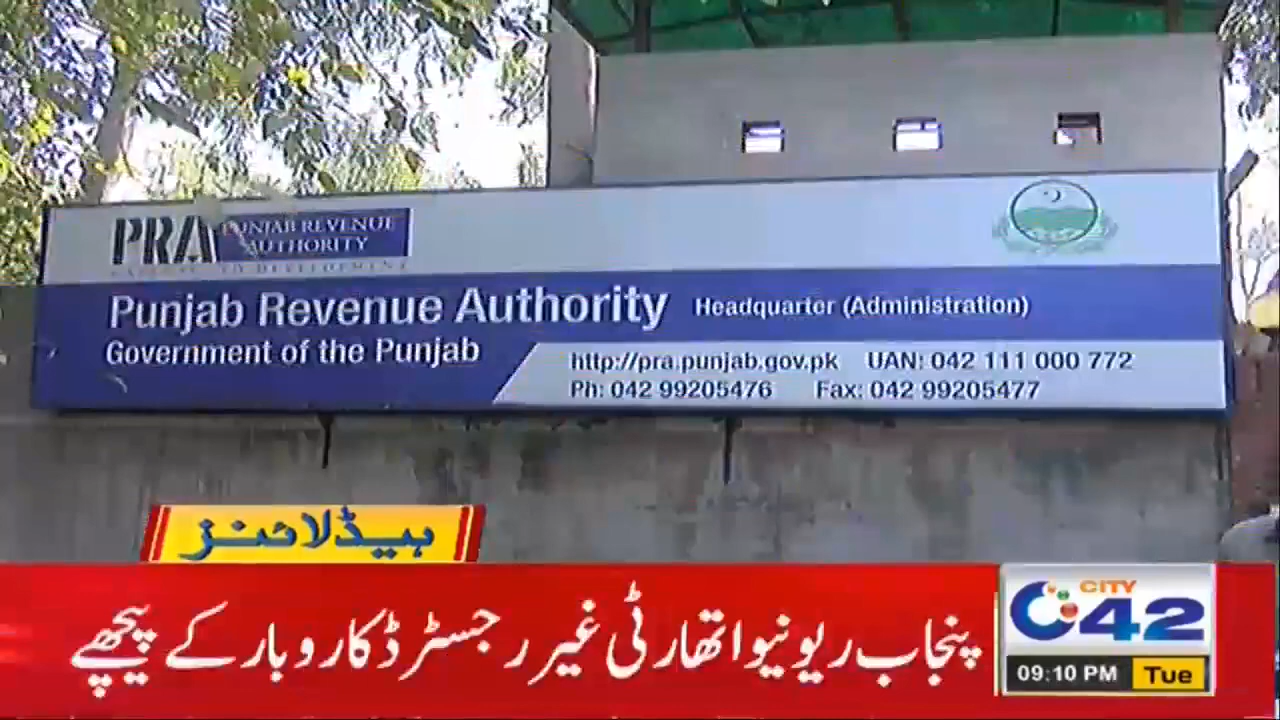 PRA PUNJAB REVENUE
AUTHORITY
Punjab Revenue Authority Headquarter (Administration)
Government of the Punjab
http://pra.punjab.gov.pk UAN: 042 111 000 772
Ph: 042 99205476 Fax: 042 99205477
ہیڈلائنز
پنجاب ریونیو اتھارٹی غیر رجسٹرڈ کاروبار کے پیچھے
CITY
42
09:10 PM Tue